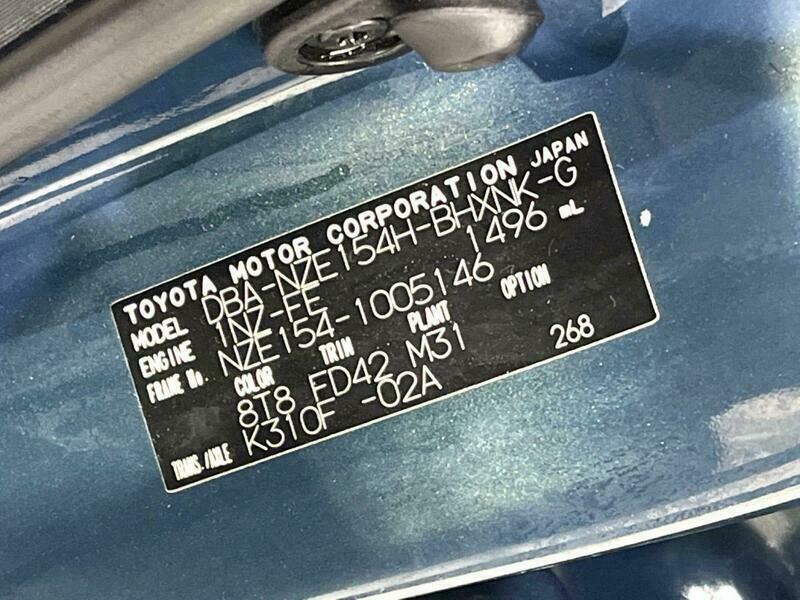 TOYOTA MOTOR CORPORATION JAPAN
MODEL DBA-NZE154H-BHXNK-G
ENGINE 1NZ-FE 1496 mL
FRAME No. NZE154-1005146
COLOR TRIM PLANT OPTION
8T8 FD42 M31 268
TRANS./AXLE K310F -02A